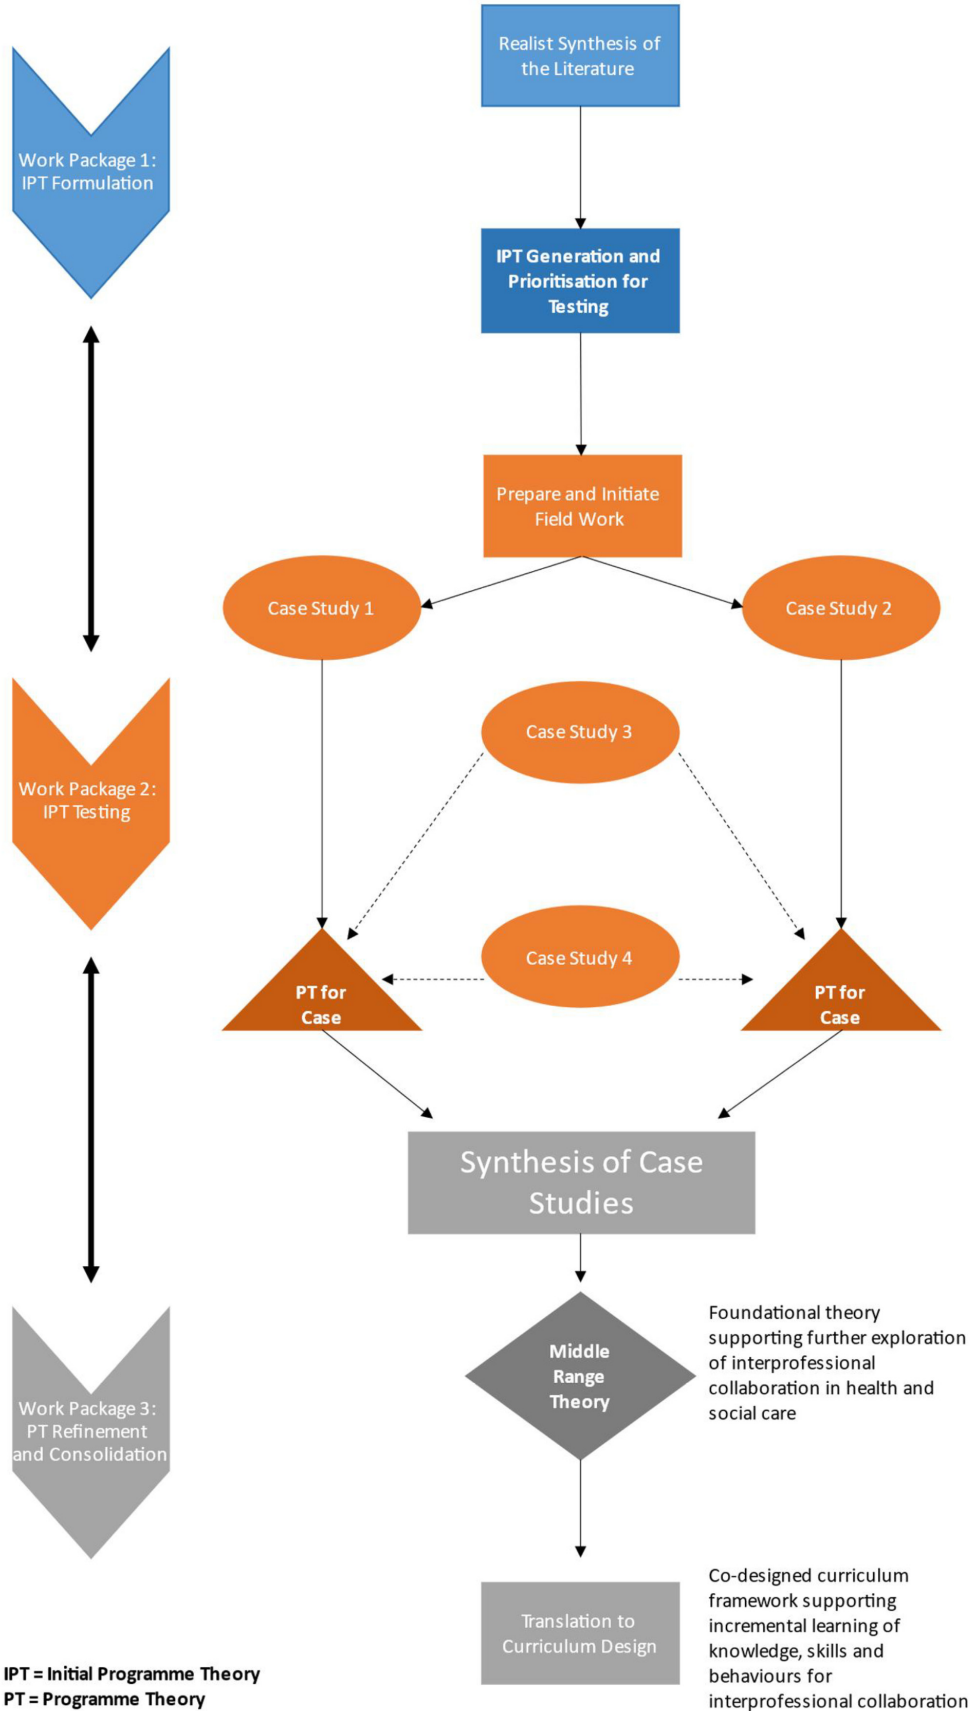 Realist Synthesis of
the Literature
Work Package 1:
IPT Formulation
IPT Generation and
Prioritisation for
Testing
Prepare and Initiate
Field Work
Case Study 1
Case Study 2
Case Study 3
Work Package 2:
IPT Testing
Case Study 4
PT for
Case
PT for
Case
Synthesis of Case
Studies
Middle
Range
Theory
Foundational theory
supporting further exploration
of interprofessional
collaboration in health and
social care
Work Package 3:
PT Refinement
and Consolidation
Translation to
Curriculum Design
Co-designed curriculum
framework supporting
incremental learning of
knowledge, skills and
behaviours for
interprofessional collaboration
IPT = Initial Programme Theory
PT = Programme Theory